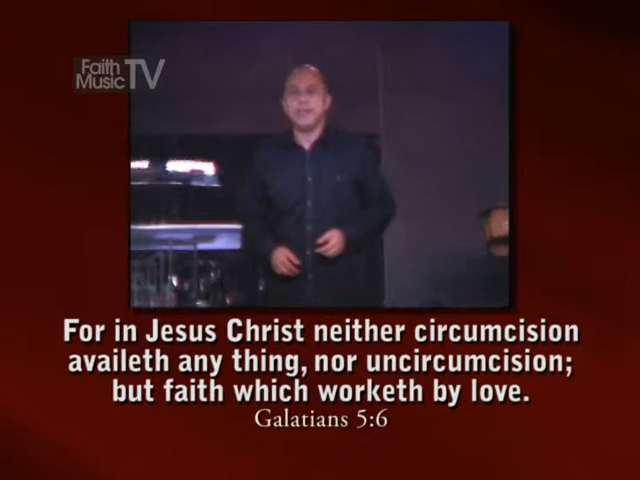 Faith
Music TV
For in Jesus Christ neither circumcision
availeth any thing, nor uncircumcision;
but faith which worketh by love.
Galatians 5:6